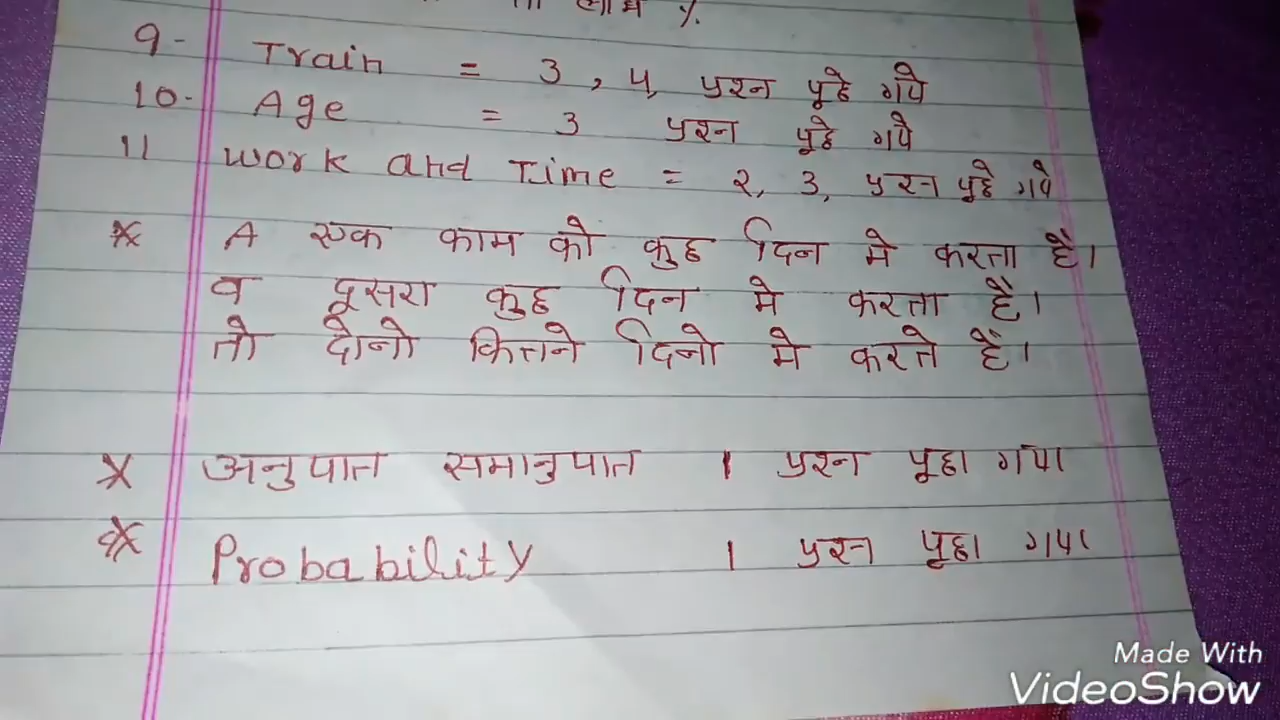 लाभ %.
9- Train = 3, 4, प्रश्न पूछे गये
10- Age = 3 प्रश्न पूछे गये
11 Work and Time = २, 3, प्रश्न पूछे गये
* A एक काम को कुछ दिन मे करता है।
व दूसरा कुछ दिन मे करता है।
तो दोनो कितने दिनो मे करते हैं।
* अनुपात समानुपात 1 प्रश्न पूछा गया
* Probability 1 प्रश्न पूछा गया
Made With
VideoShow